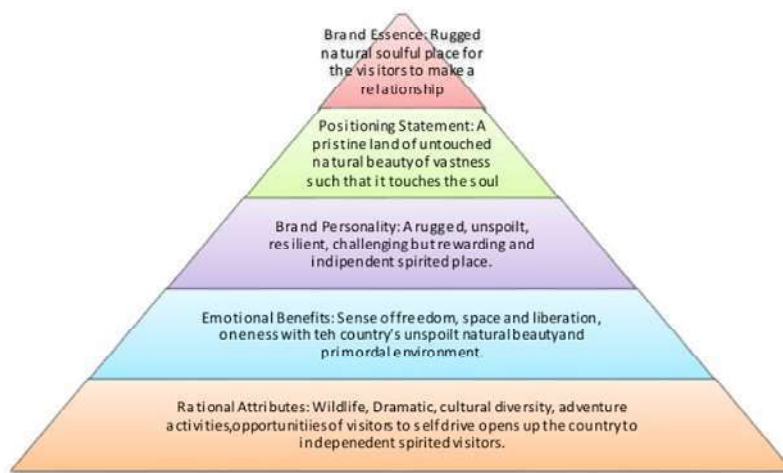 Brand Essence: Rugged
natural soulful place for
the visitors to make a
relationship
Positioning Statement: A
pristine land of untouched
natural beauty of vastness
such that it touches the soul
Brand Personality: A rugged, unspoilt,
resilient, challenging but rewarding and
indipendent spirited place.
Emotional Benefits: Sense of freedom, space and liberation,
oneness with teh country's unspoilt natural beauty and
primordal environment.
Rational Attributes: Wildlife, Dramatic, cultural diversity, adventure
activities,opportunitiies of visitors to self drive opens up the country to
indepenedent spirited visitors.